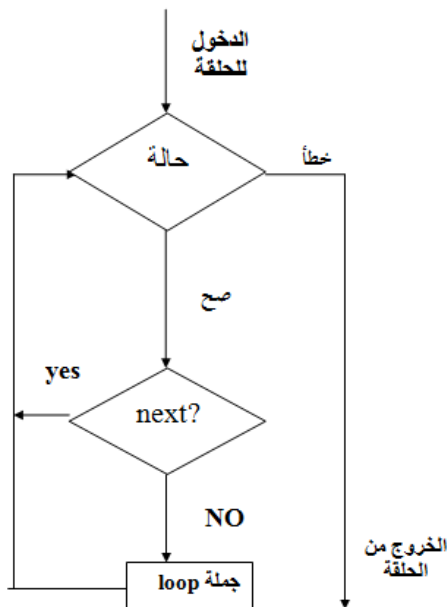 الدخول
للحلقة
حالة
خطأ
صح
yes
next?
NO
جملة loop
الخروج من
الحلقة